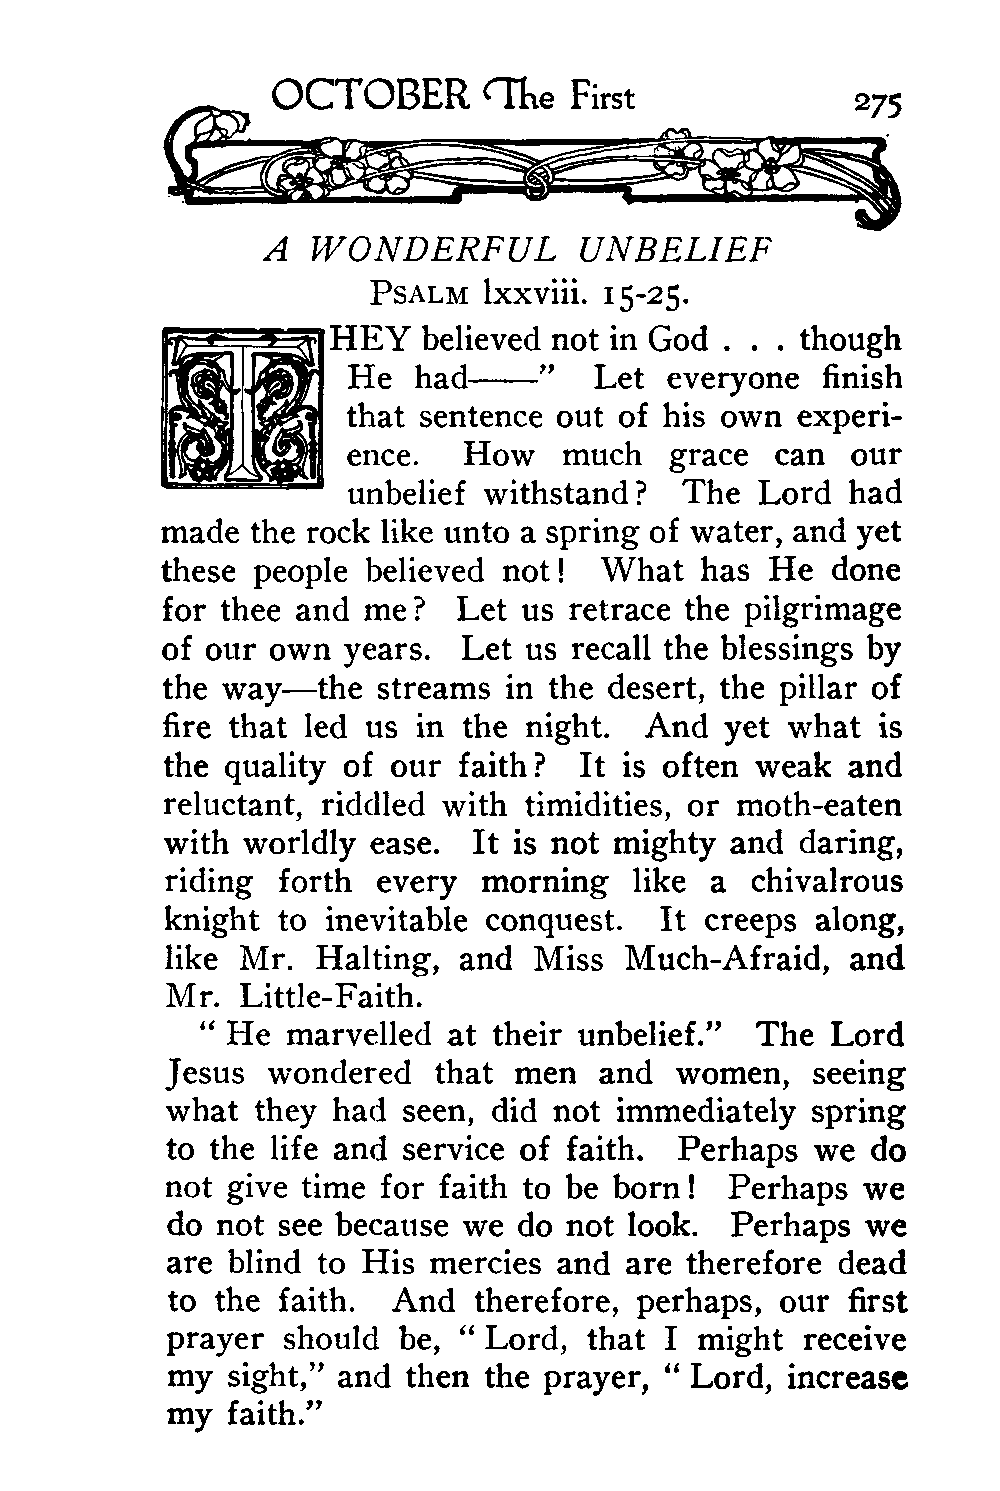 OCTOBER The First 275
A WONDERFUL UNBELIEF
PSALM lxxviii. 15-25.
THEY believed not in God . . . though
He had——” Let everyone finish
that sentence out of his own experi-
ence. How much grace can our
unbelief withstand? The Lord had
made the rock like unto a spring of water, and yet
these people believed not! What has He done
for thee and me? Let us retrace the pilgrimage
of our own years. Let us recall the blessings by
the way—the streams in the desert, the pillar of
fire that led us in the night. And yet what is
the quality of our faith? It is often weak and
reluctant, riddled with timidities, or moth-eaten
with worldly ease. It is not mighty and daring,
riding forth every morning like a chivalrous
knight to inevitable conquest. It creeps along,
like Mr. Halting, and Miss Much-Afraid, and
Mr. Little-Faith.
“ He marvelled at their unbelief.” The Lord
Jesus wondered that men and women, seeing
what they had seen, did not immediately spring
to the life and service of faith. Perhaps we do
not give time for faith to be born! Perhaps we
do not see because we do not look. Perhaps we
are blind to His mercies and are therefore dead
to the faith. And therefore, perhaps, our first
prayer should be, “ Lord, that I might receive
my sight,” and then the prayer, “ Lord, increase
my faith.”